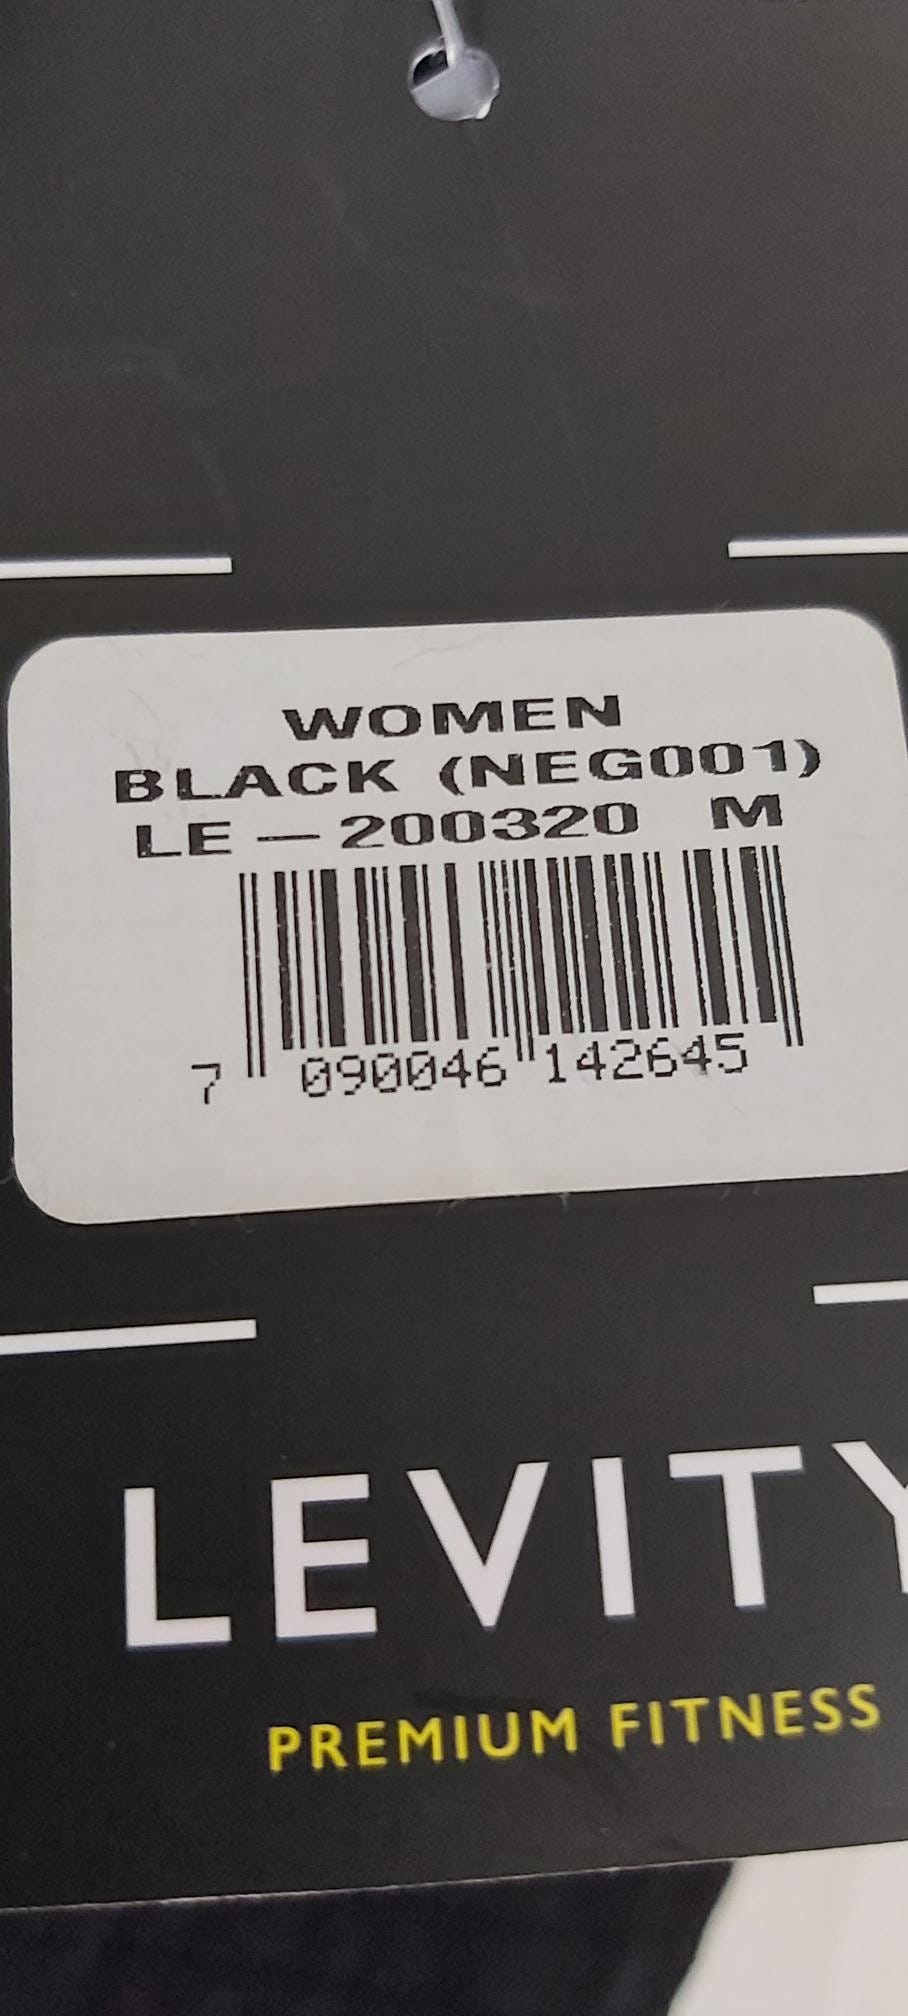 WOMEN
BLACK (NEG001)
LE - 200320 M
7 090046 142645
LEVITY
PREMIUM FITNESS